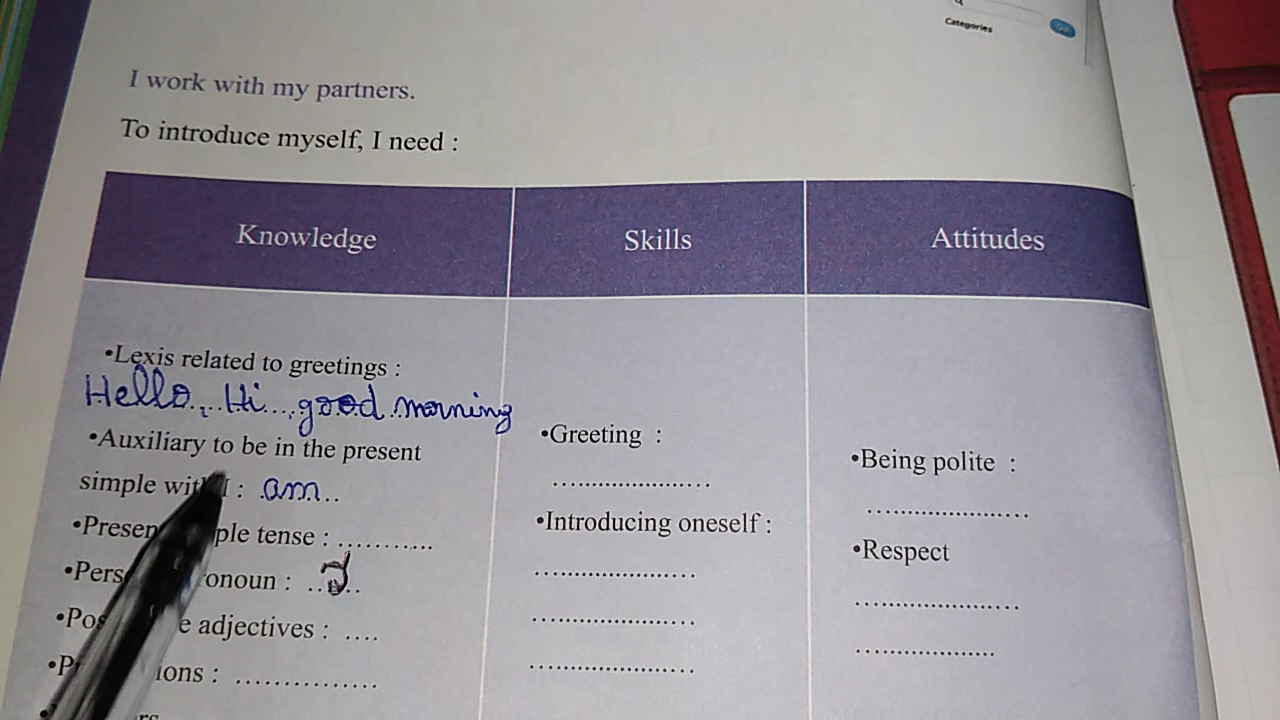 Categories
I work with my partners.
To introduce myself, I need :
Knowledge
Skills
Attitudes
•Lexis related to greetings :
Hello, Hi, good morning
•Auxiliary to be in the present
simple with I : am
tense : ...........
onoun : I
adjectives : ....
: ...............
•Greeting :
.....................
•Introducing oneself :
.....................
.....................
.....................
•Being polite :
.....................
•Respect
.....................
..................